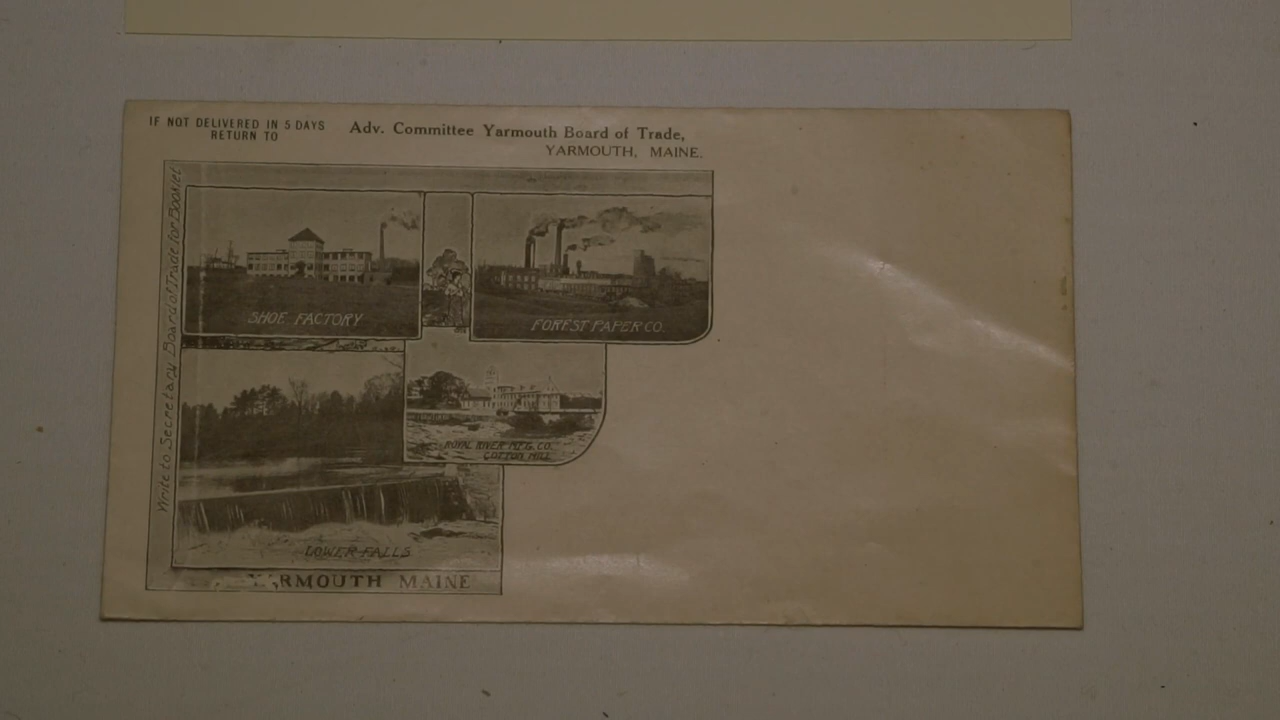 IF NOT DELIVERED IN 5 DAYS
RETURN TO
Adv. Committee Yarmouth Board of Trade,
YARMOUTH, MAINE.
Write to Secretary Board of Trade for Booklet
SHOE FACTORY
FOREST PAPER CO.
ROYAL RIVER MFG. CO.
COTTON MILL
LOWER FALLS
YARMOUTH MAINE